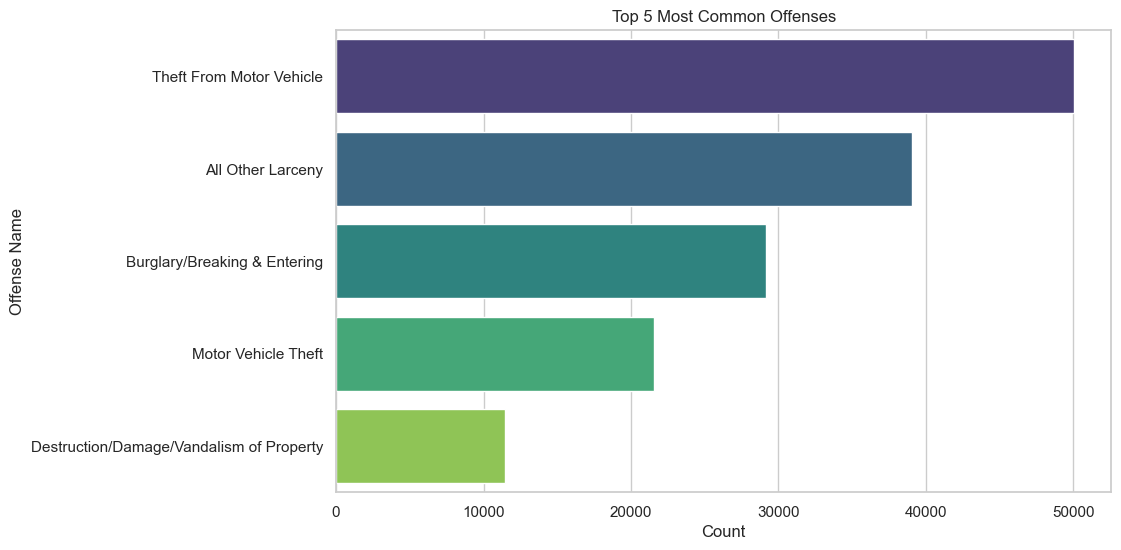 Top 5 Most Common Offenses
Offense Name
Theft From Motor Vehicle
All Other Larceny
Burglary/Breaking & Entering
Motor Vehicle Theft
Destruction/Damage/Vandalism of Property
0 10000 20000 30000 40000 50000
Count